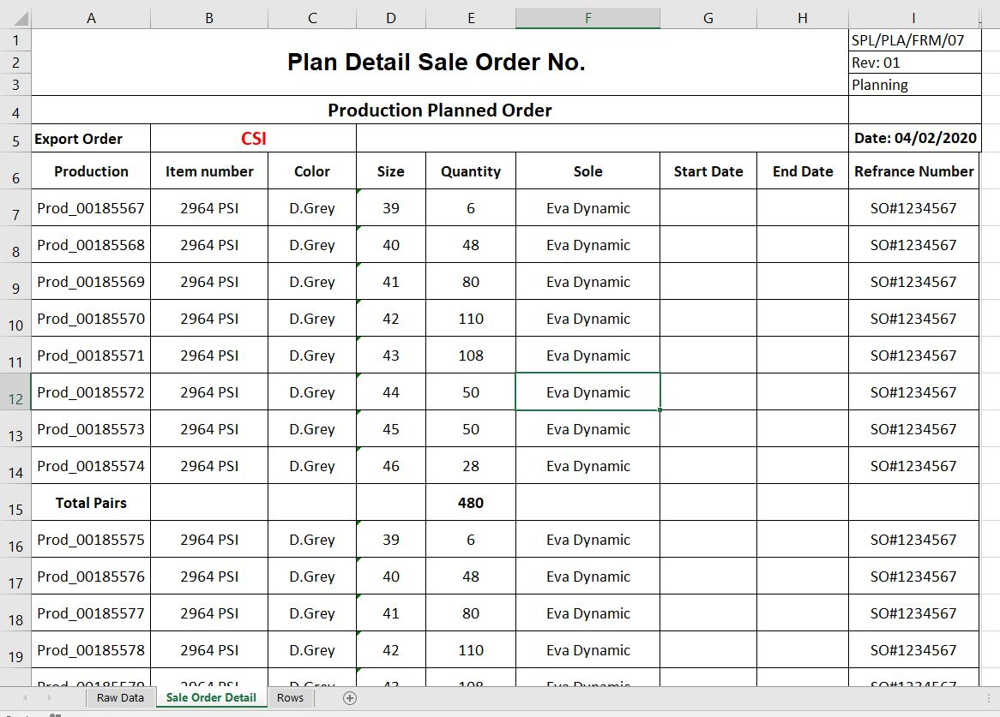 A B C D E F G H I
1 SPL/PLA/FRM/07
2 Plan Detail Sale Order No. Rev: 01
3 Planning
4 Production Planned Order
5 Export Order CSI Date: 04/02/2020
6 Production Item number Color Size Quantity Sole Start Date End Date Refrance Number
7 Prod_00185567 2964 PSI D.Grey 39 6 Eva Dynamic SO#1234567
8 Prod_00185568 2964 PSI D.Grey 40 48 Eva Dynamic SO#1234567
9 Prod_00185569 2964 PSI D.Grey 41 80 Eva Dynamic SO#1234567
10 Prod_00185570 2964 PSI D.Grey 42 110 Eva Dynamic SO#1234567
11 Prod_00185571 2964 PSI D.Grey 43 108 Eva Dynamic SO#1234567
12 Prod_00185572 2964 PSI D.Grey 44 50 Eva Dynamic SO#1234567
13 Prod_00185573 2964 PSI D.Grey 45 50 Eva Dynamic SO#1234567
14 Prod_00185574 2964 PSI D.Grey 46 28 Eva Dynamic SO#1234567
15 Total Pairs 480
16 Prod_00185575 2964 PSI D.Grey 39 6 Eva Dynamic SO#1234567
17 Prod_00185576 2964 PSI D.Grey 40 48 Eva Dynamic SO#1234567
18 Prod_00185577 2964 PSI D.Grey 41 80 Eva Dynamic SO#1234567
19 Prod_00185578 2964 PSI D.Grey 42 110 Eva Dynamic SO#1234567
Raw Data Sale Order Detail Rows